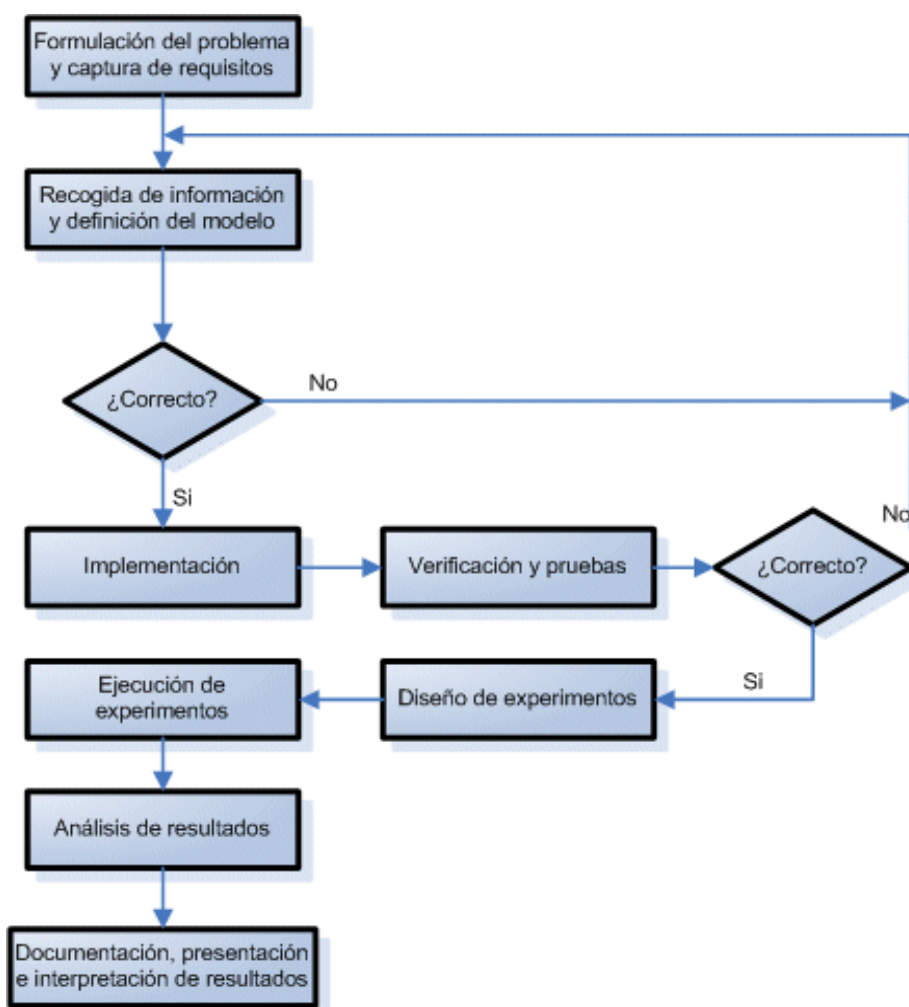 Formulación del problema
y captura de requisitos
Recogida de información
y definición del modelo
¿Correcto?
No
Si
Implementación
Verificación y pruebas
¿Correcto?
No
Si
Diseño de experimentos
Ejecución de
experimentos
Análisis de resultados
Documentación, presentación
e interpretación de resultados